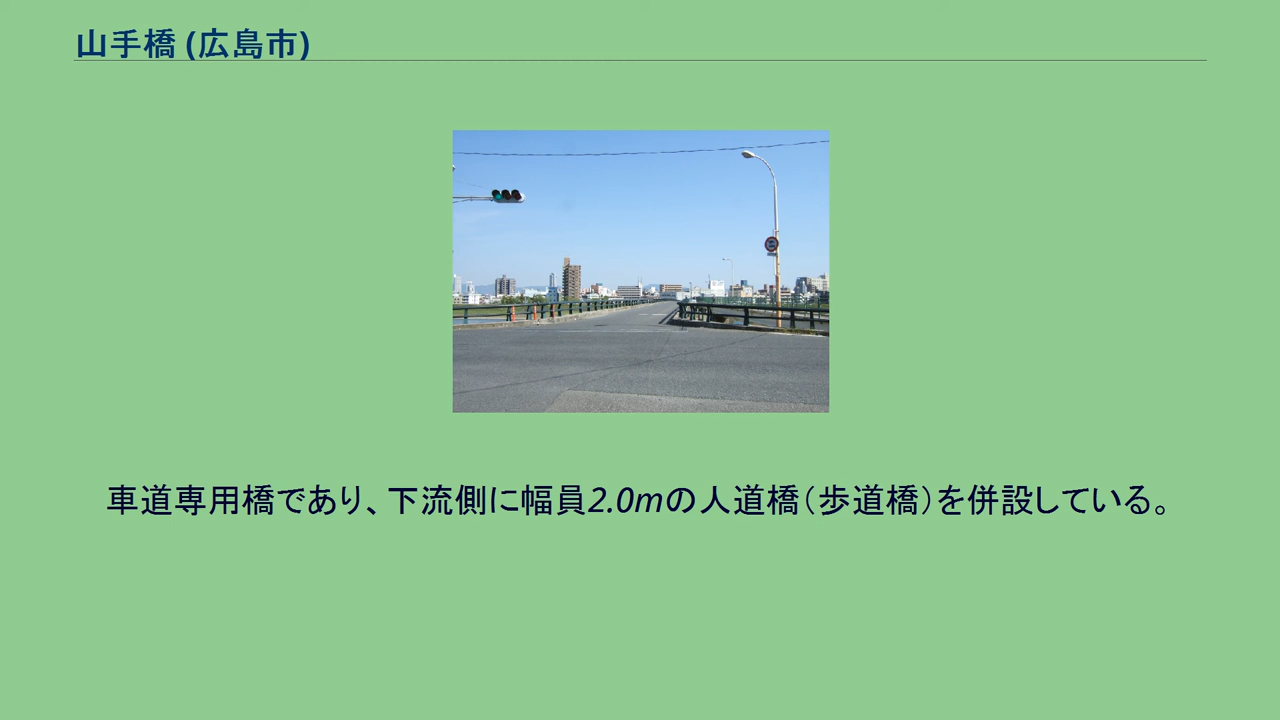 山手橋 (広島市)
車道専用橋であり、下流側に幅員2.0mの人道橋（歩道橋）を併設している。